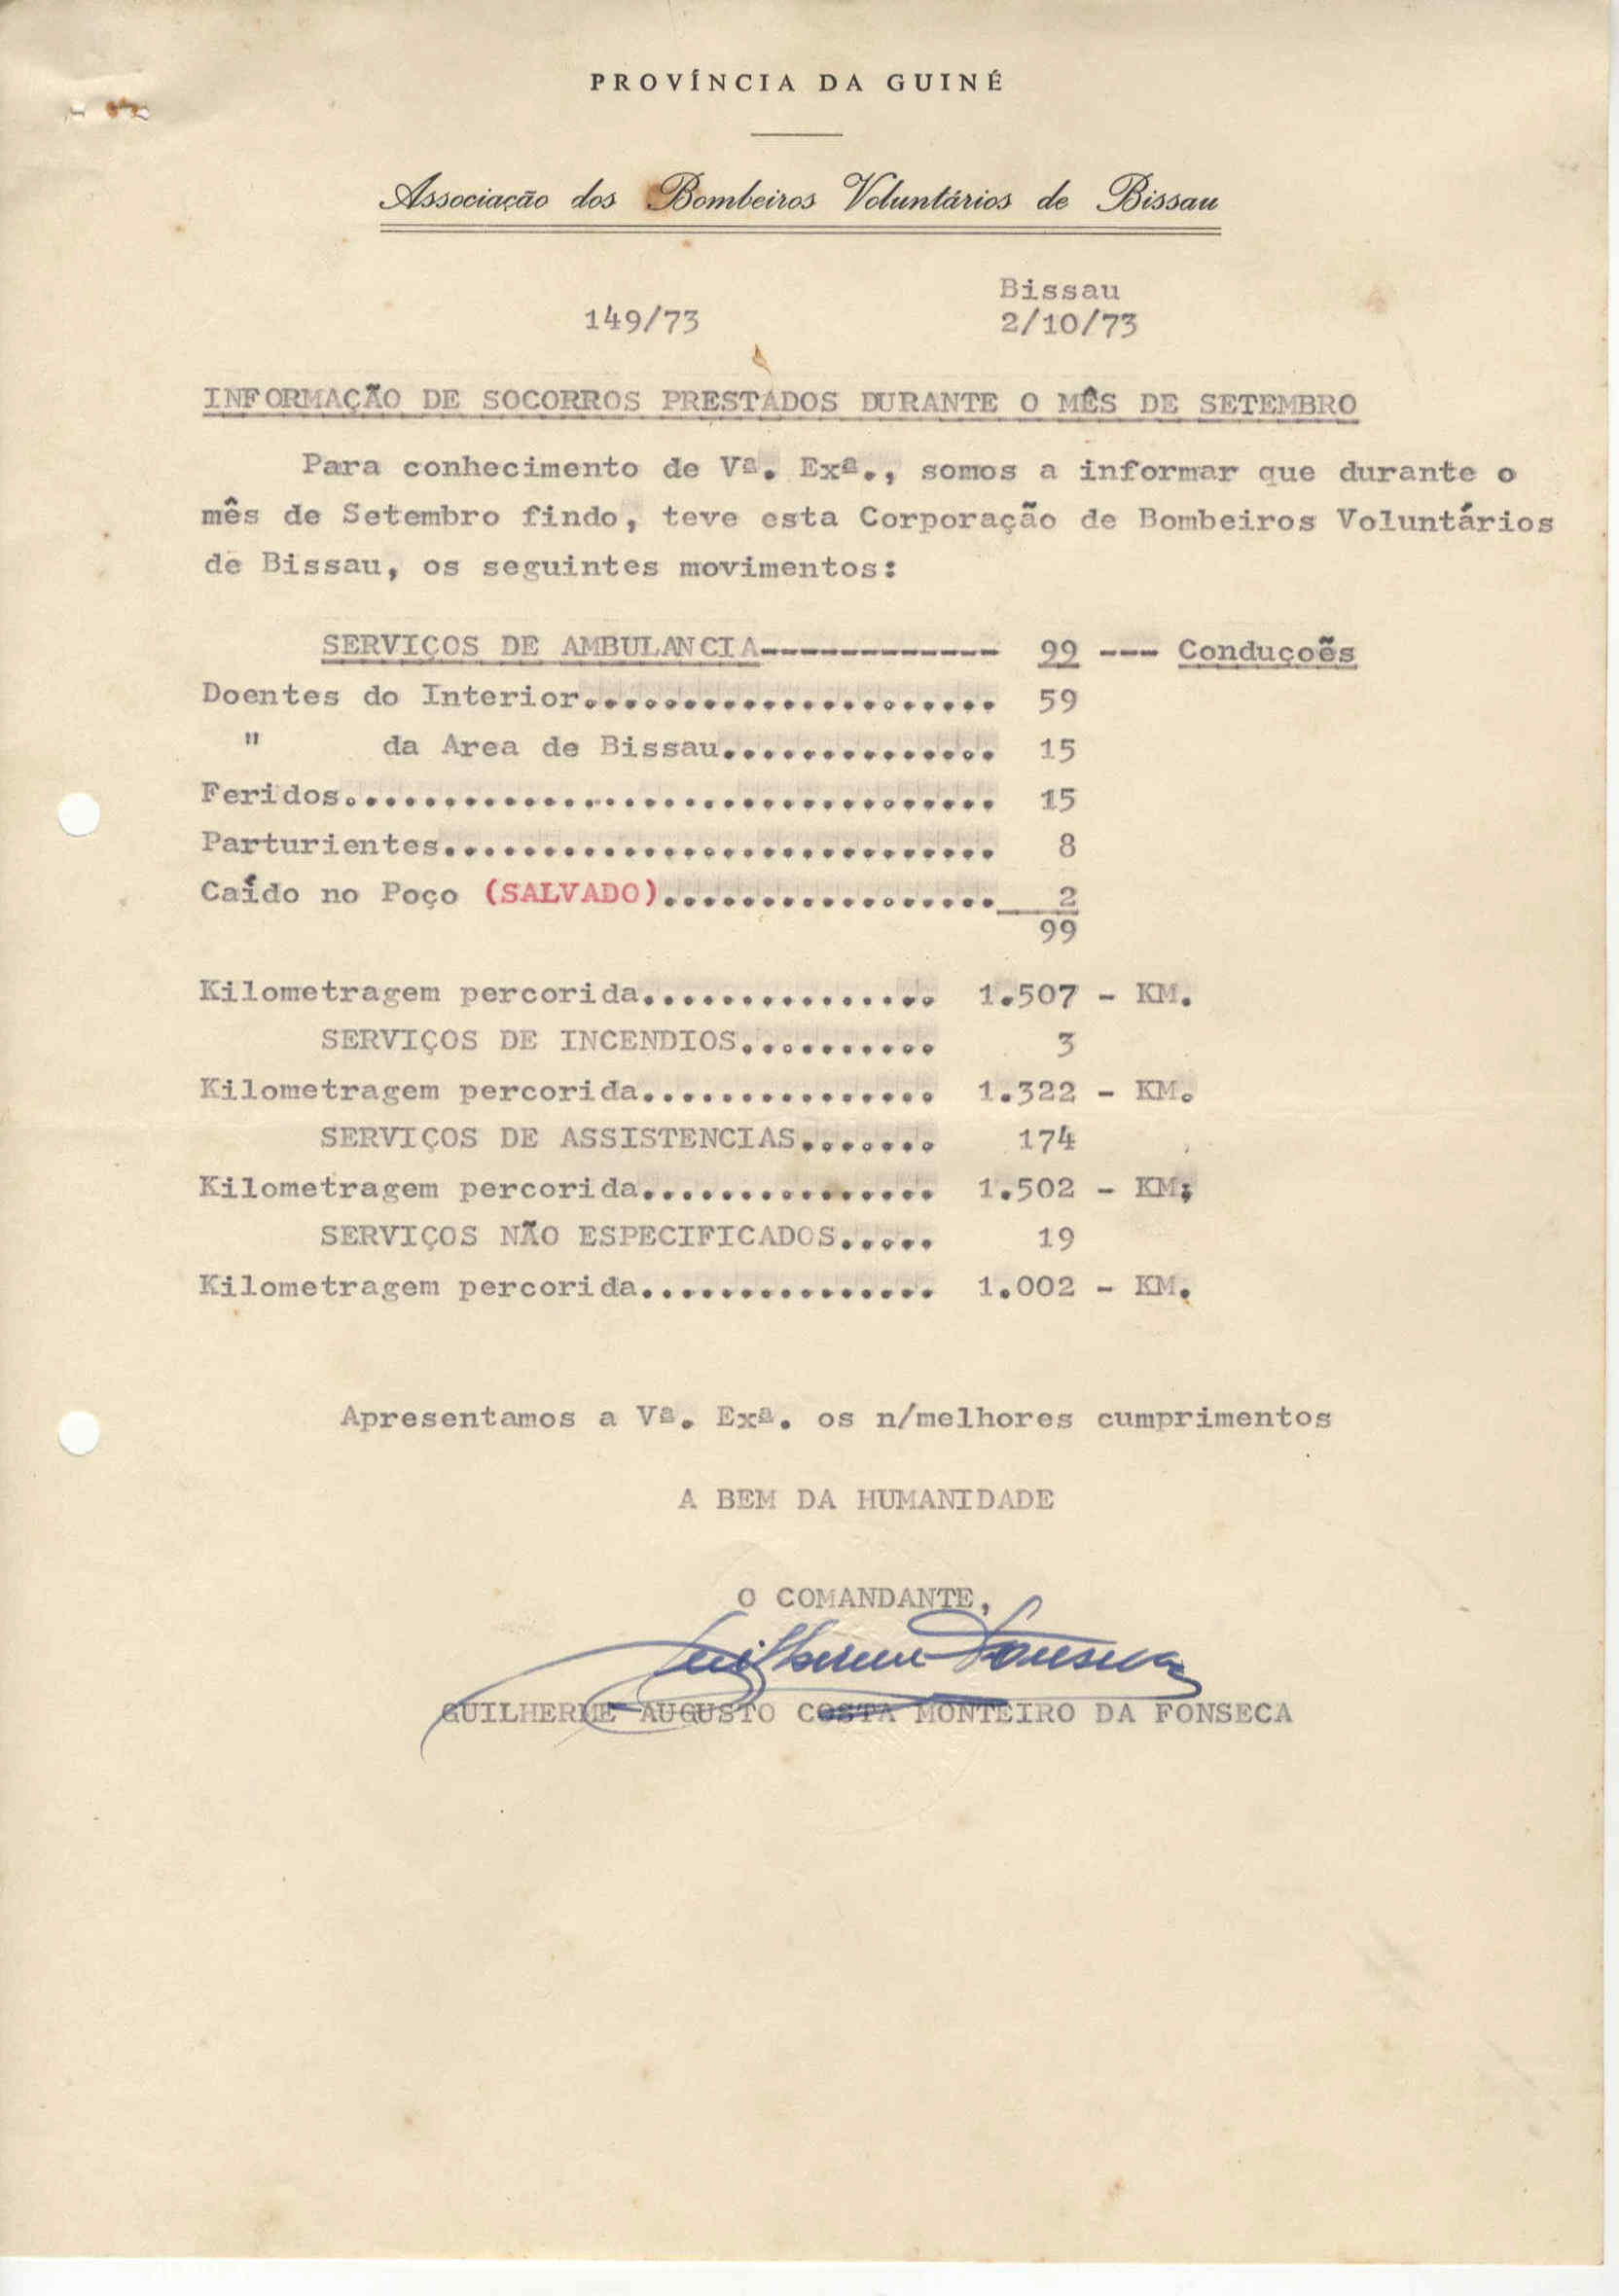 PROVÍNCIA DA GUINÉ
Associação dos Bombeiros Voluntários de Bissau
Bissau
149/73 2/10/73
INFORMAÇÃO DE SOCORROS PRESTADOS DURANTE O MÊS DE SETEMBRO
Para conhecimento de Vª. Exª., somos a informar que durante o
mês de Setembro findo, teve esta Corporação de Bombeiros Voluntários
de Bissau, os seguintes movimentos:
SERVIÇOS DE AMBULANCIA------------ 99 --- Conduçoẽs
Doentes do Interior..................... 59
" da Area de Bissau.............. 15
Feridos................................. 15
Parturientes............................ 8
Caído no Poço (SALVADO)................. 2
99
Kilometragem percorida............... 1.507 - KM.
SERVIÇOS DE INCENDIOS.......... 3
Kilometragem percorida............... 1.322 - KM.
SERVIÇOS DE ASSISTENCIAS....... 174
Kilometragem percorida............... 1.502 - KM;
SERVIÇOS NÃO ESPECIFICADOS..... 19
Kilometragem percorida............... 1.002 - KM.
Apresentamos a Vª. Exª. os n/melhores cumprimentos
A BEM DA HUMANIDADE
O COMANDANTE,
Guilherme Fonseca
GUILHERME AUGUSTO COSTA MONTEIRO DA FONSECA